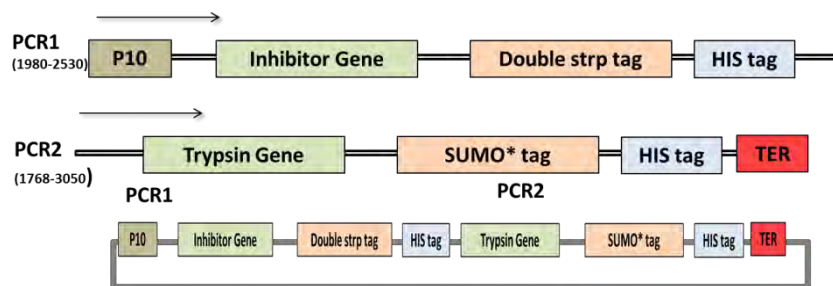 PCR1 P10 Inhibitor Gene Double strp tag HIS tag
(1980-2530)
PCR2 Trypsin Gene SUMO* tag HIS tag TER
(1768-3050)
PCR1 PCR2
P10 Inhibitor Gene Double strp tag HIS tag Trypsin Gene SUMO* tag HIS tag TER